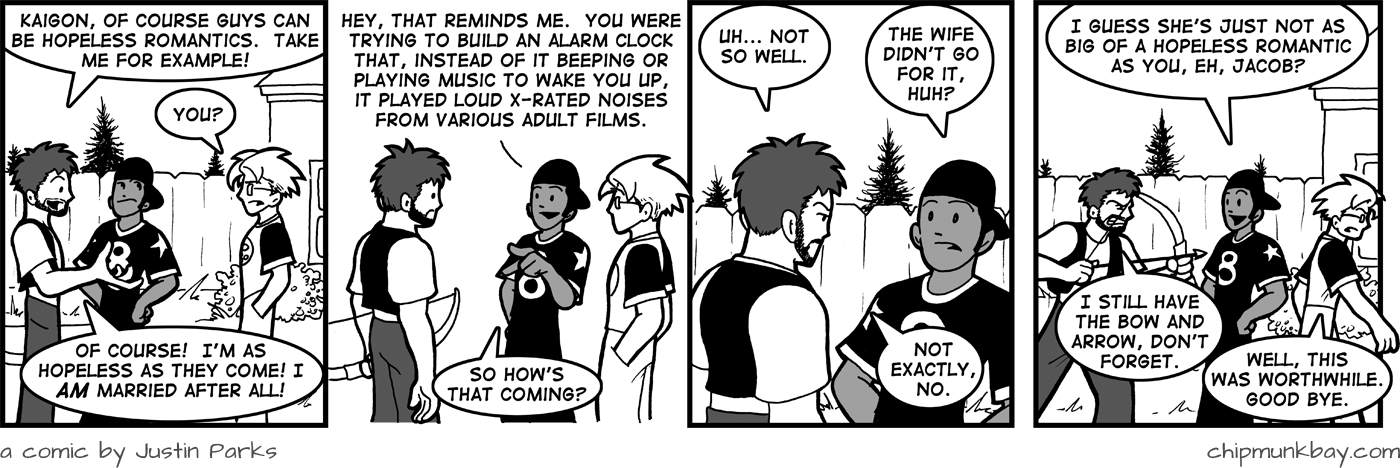 KAIGON, OF COURSE GUYS CAN
BE HOPELESS ROMANTICS. TAKE
ME FOR EXAMPLE!
YOU?
OF COURSE! I'M AS
HOPELESS AS THEY COME! I
AM MARRIED AFTER ALL!
HEY, THAT REMINDS ME. YOU WERE
TRYING TO BUILD AN ALARM CLOCK
THAT, INSTEAD OF IT BEEPING OR
PLAYING MUSIC TO WAKE YOU UP,
IT PLAYED LOUD X-RATED NOISES
FROM VARIOUS ADULT FILMS.
SO HOW'S
THAT COMING?
UH... NOT
SO WELL.
THE WIFE
DIDN'T GO
FOR IT,
HUH?
NOT
EXACTLY,
NO.
I GUESS SHE'S JUST NOT AS
BIG OF A HOPELESS ROMANTIC
AS YOU, EH, JACOB?
I STILL HAVE
THE BOW AND
ARROW, DON'T
FORGET.
WELL, THIS
WAS WORTHWHILE.
GOOD BYE.
8
8
8
a comic by Justin Parks
chipmunkbay.com